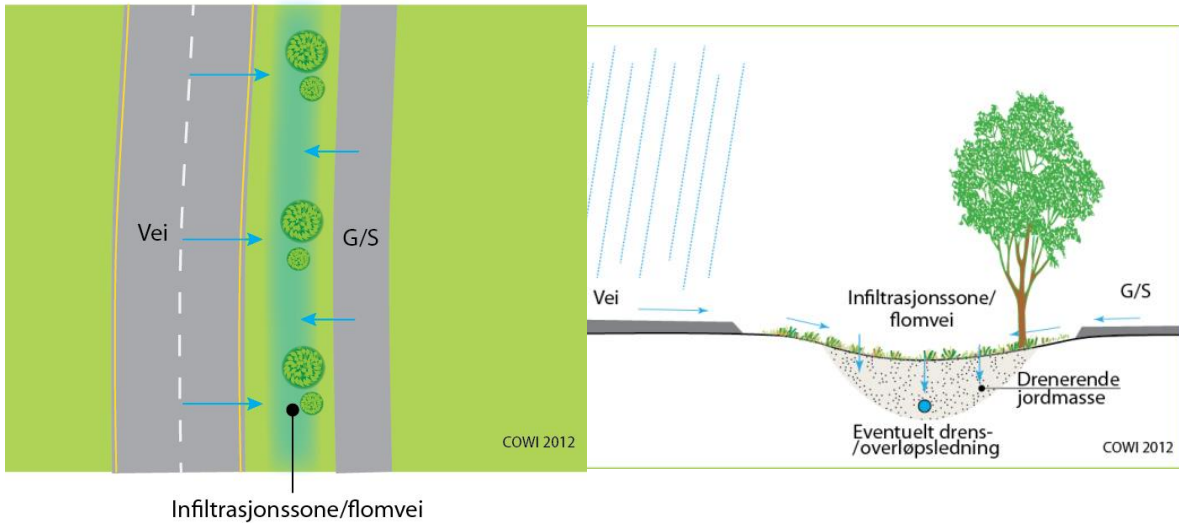 Vei
G/S
COWI 2012
Infiltrasjonssone/flomvei
Vei
Infiltrasjonssone/
flomvei
G/S
Drenerende
jordmasse
Eventuelt drens-
/overløpsledning
COWI 2012